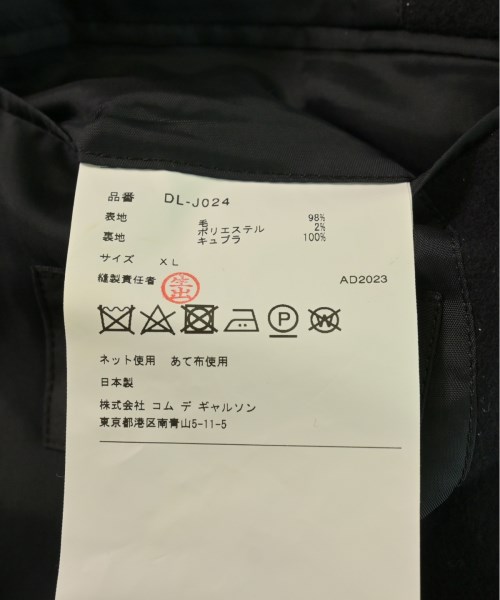 品番 DL-J024
表地 毛 98%
ポリエステル 2%
裏地 キュプラ 100%
サイズ XL
縫製責任者 生出 AD2023
P W
ネット使用 あて布使用
日本製
株式会社 コム デ ギャルソン
東京都港区南青山5-11-5